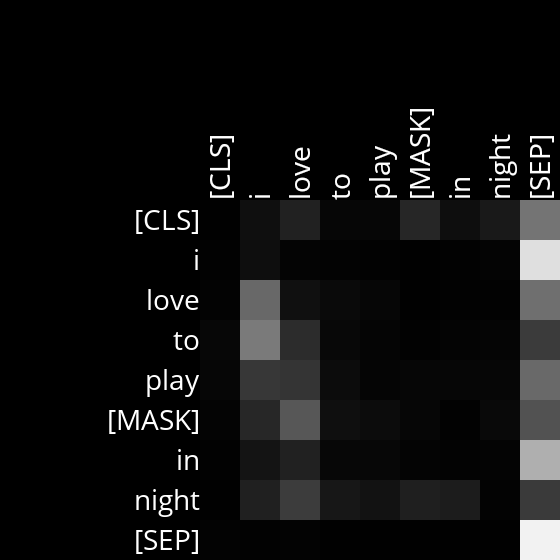 [CLS] i love to play [MASK] in night [SEP]
[CLS]
i
love
to
play
[MASK]
in
night
[SEP]